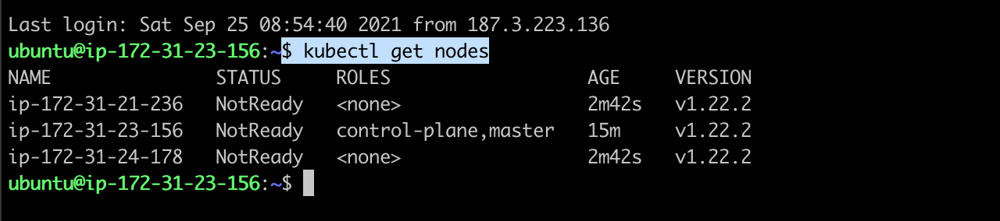 Last login: Sat Sep 25 08:54:40 2021 from 187.3.223.136
ubuntu@ip-172-31-23-156:~$ kubectl get nodes
NAME               STATUS     ROLES                  AGE     VERSION
ip-172-31-21-236   NotReady   <none>                 2m42s   v1.22.2
ip-172-31-23-156   NotReady   control-plane,master   15m     v1.22.2
ip-172-31-24-178   NotReady   <none>                 2m42s   v1.22.2
ubuntu@ip-172-31-23-156:~$